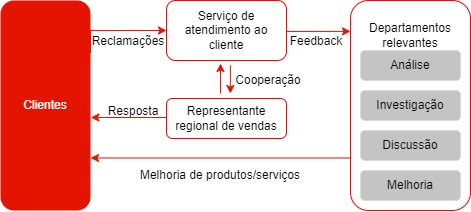 Clientes
Reclamações
Serviço de
atendimento ao
cliente
Feedback
Cooperação
Resposta
Representante
regional de vendas
Melhoria de produtos/serviços
Departamentos
relevantes
Análise
Investigação
Discussão
Melhoria